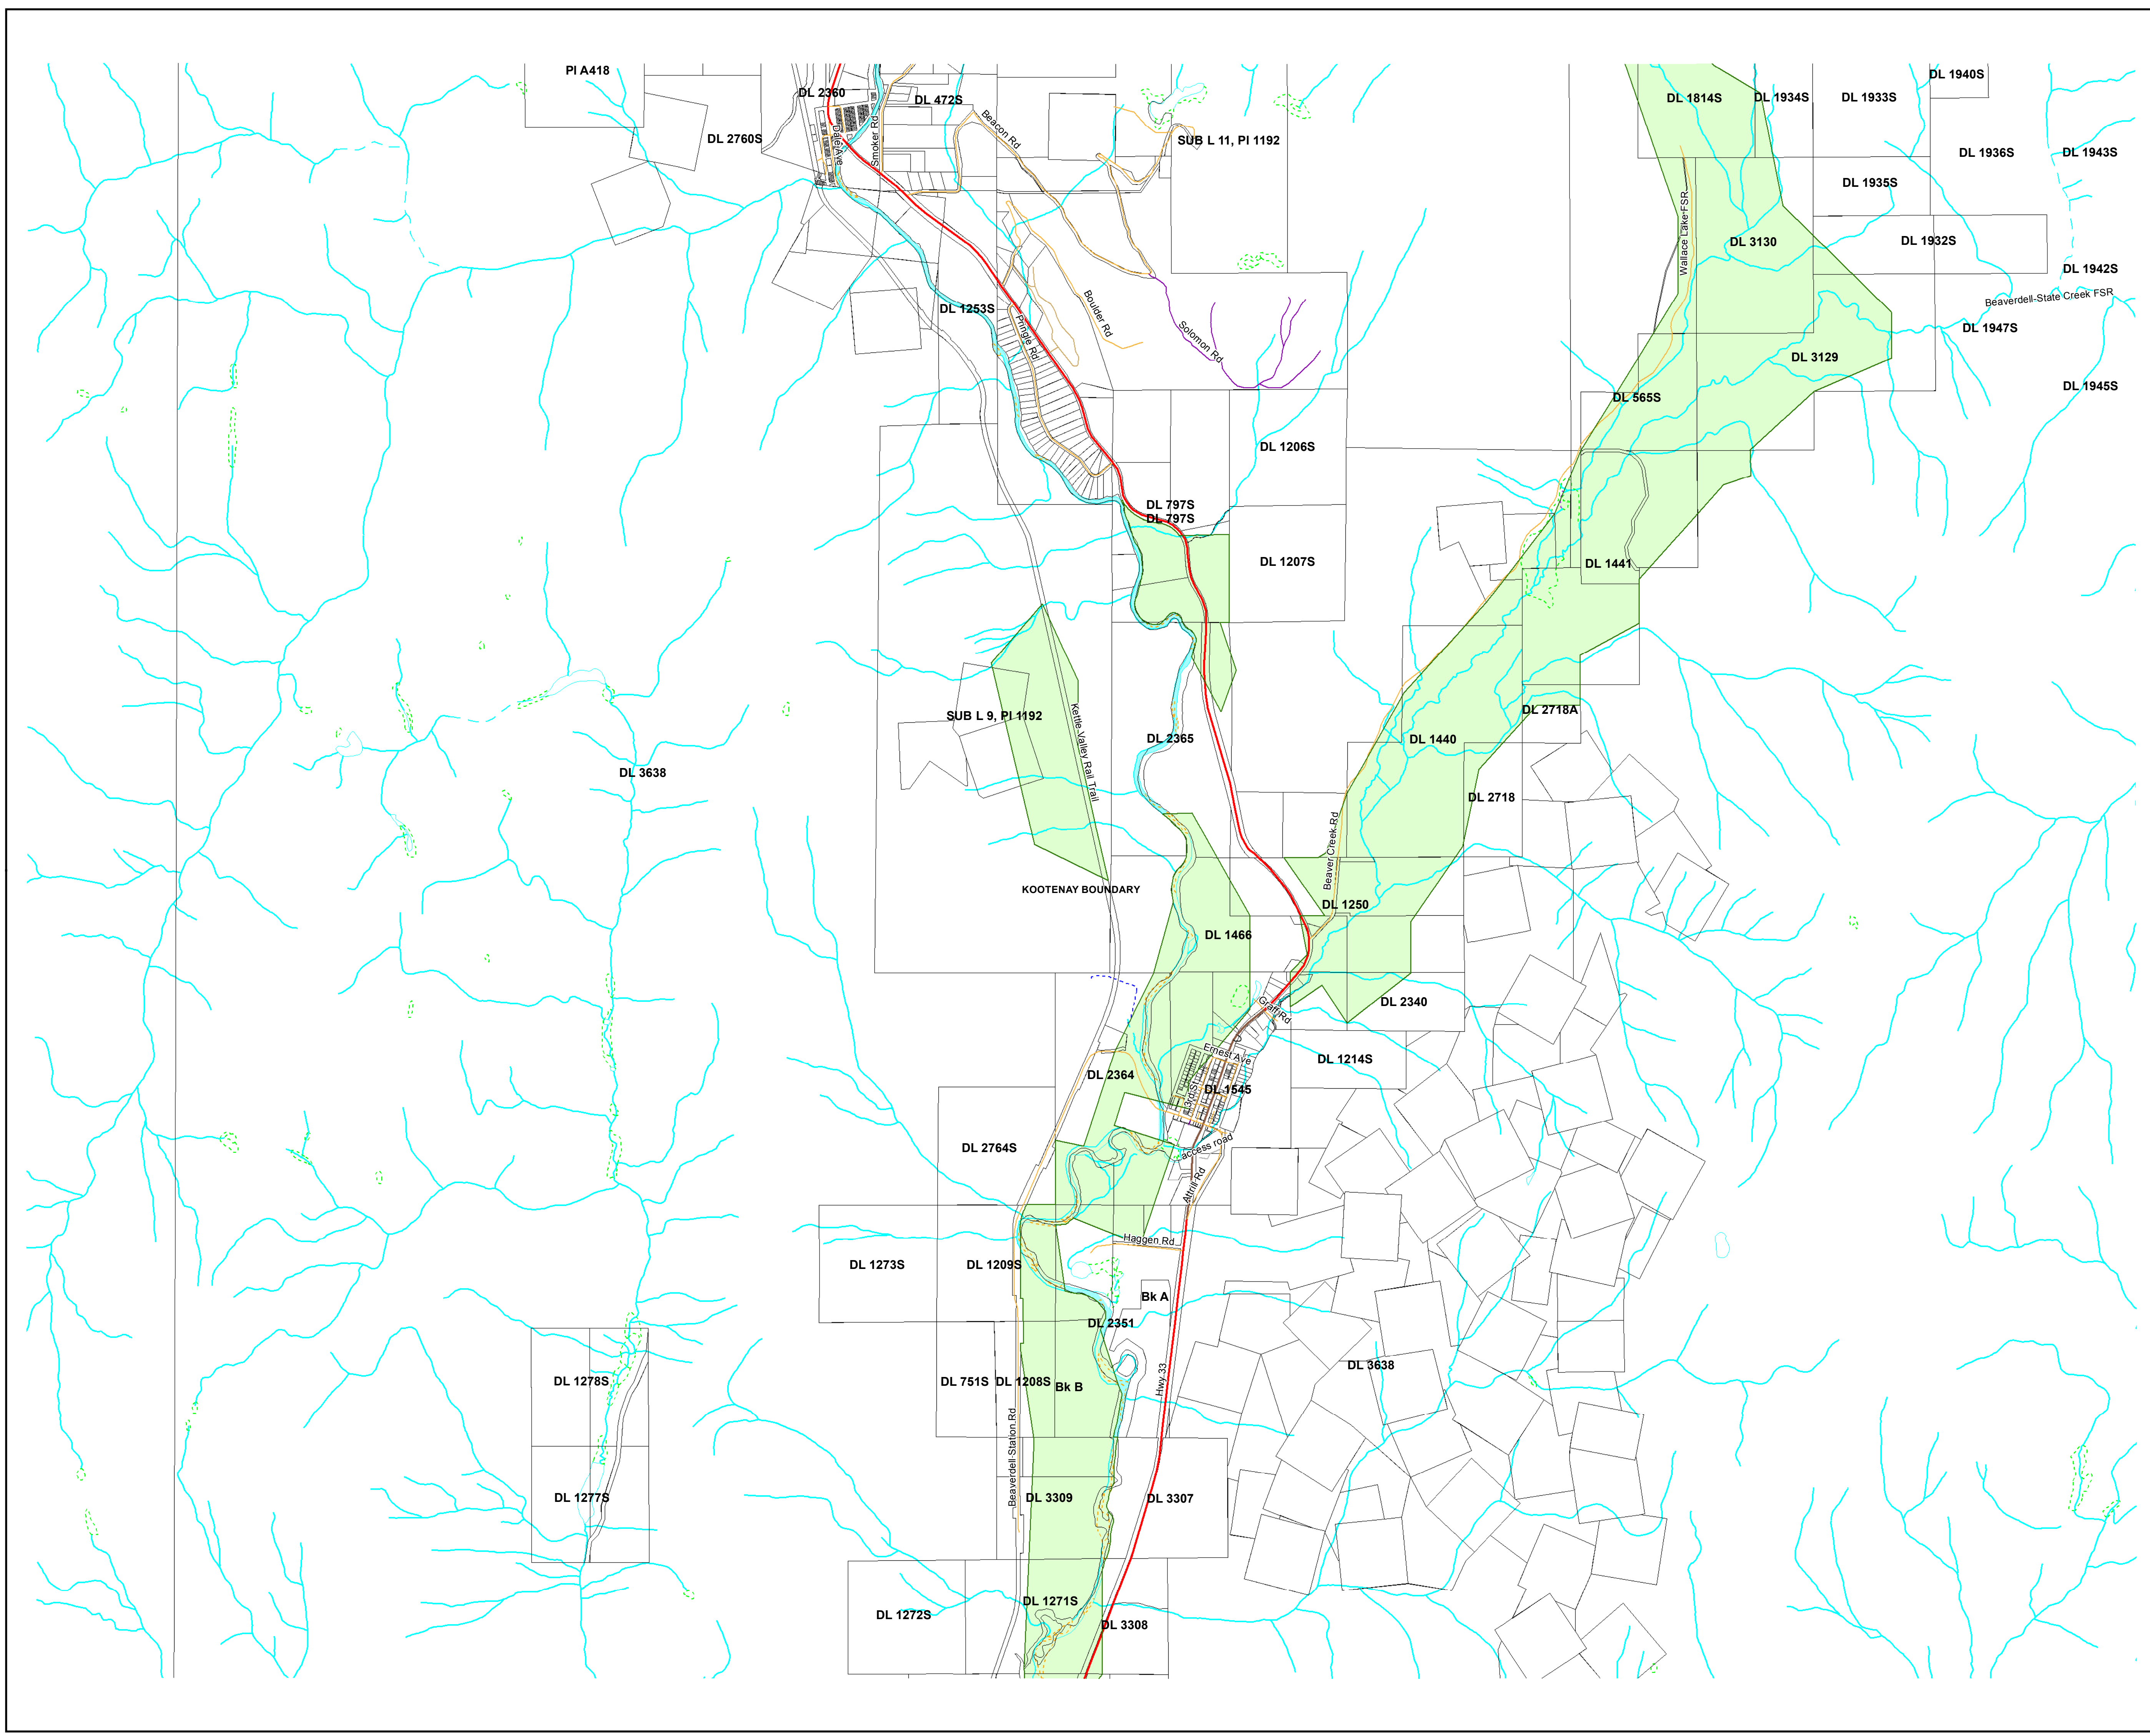 PI A418
DL 2360
DL 472S
DL 2760S
Dale Ave
Smoker Rd
Beacon Rd
SUB L 11, PI 1192
DL 1814S
DL 1934S
DL 1933S
DL 1940S
DL 1936S
DL 1943S
DL 1935S
Wallace Lake FSR
DL 3130
DL 1932S
DL 1942S
Beaverdell-State Creek FSR
DL 1947S
DL 1253S
Pringle Rd
Boulder Rd
Solomon Rd
DL 3129
DL 1945S
DL 565S
DL 1206S
DL 797S
DL 797S
DL 1207S
DL 1441
SUB L 9, PI 1192
Kettle Valley Rail Trail
DL 2365
DL 2718A
DL 1440
DL 3638
DL 2718
Beaver Creek Rd
KOOTENAY BOUNDARY
DL 1250
DL 1466
DL 2340
Graff Rd
Ernest Ave
DL 1214S
DL 2364
3rd St
DL 1545
DL 2764S
access road
Attrill Rd
Haggen Rd
DL 1273S
DL 1209S
Bk A
DL 2351
DL 3638
Hwy 33
DL 1278S
DL 751S
DL 1208S
Bk B
Beaverdell Station Rd
DL 1277S
DL 3309
DL 3307
DL 1271S
DL 1272S
DL 3308